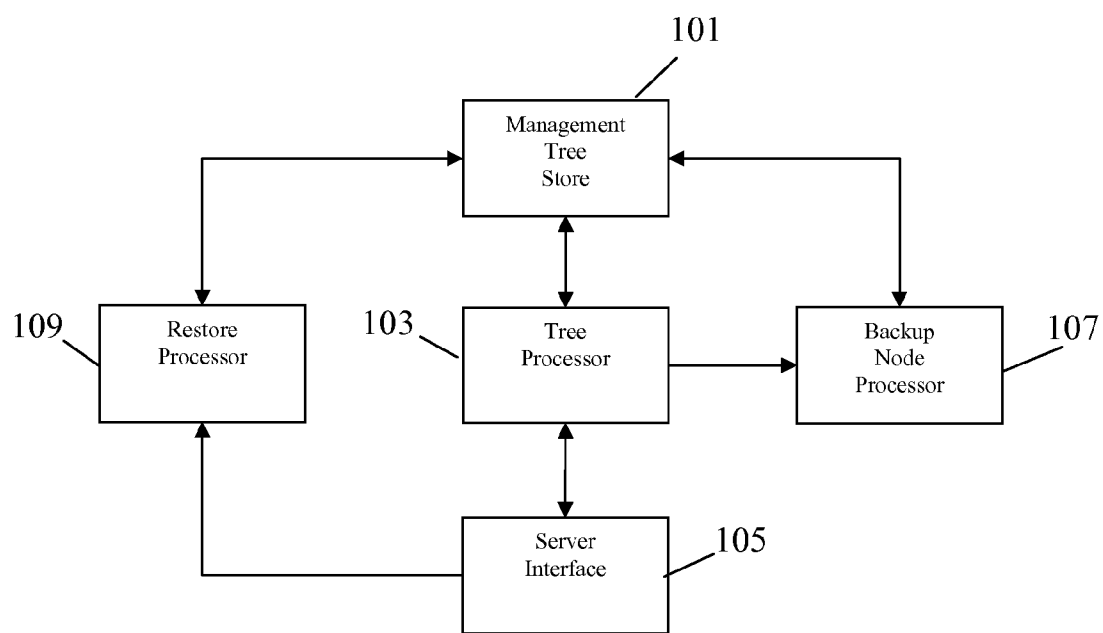 101
Management
Tree
Store
109
Restore
Processor
103
Tree
Processor
Backup
Node
Processor
107
Server
Interface
105